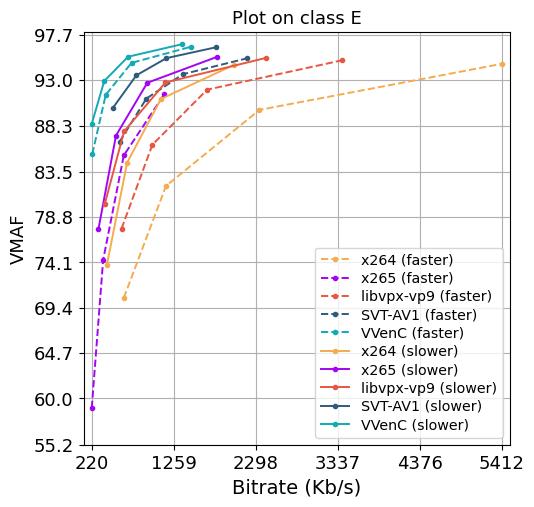 Plot on class E
97.7
93.0
88.3
83.5
78.8
74.1
69.4
64.7
60.0
55.2
VMAF
x264 (faster)
x265 (faster)
libvpx-vp9 (faster)
SVT-AV1 (faster)
VVenC (faster)
x264 (slower)
x265 (slower)
libvpx-vp9 (slower)
SVT-AV1 (slower)
VVenC (slower)
220 1259 2298 3337 4376 5412
Bitrate (Kb/s)